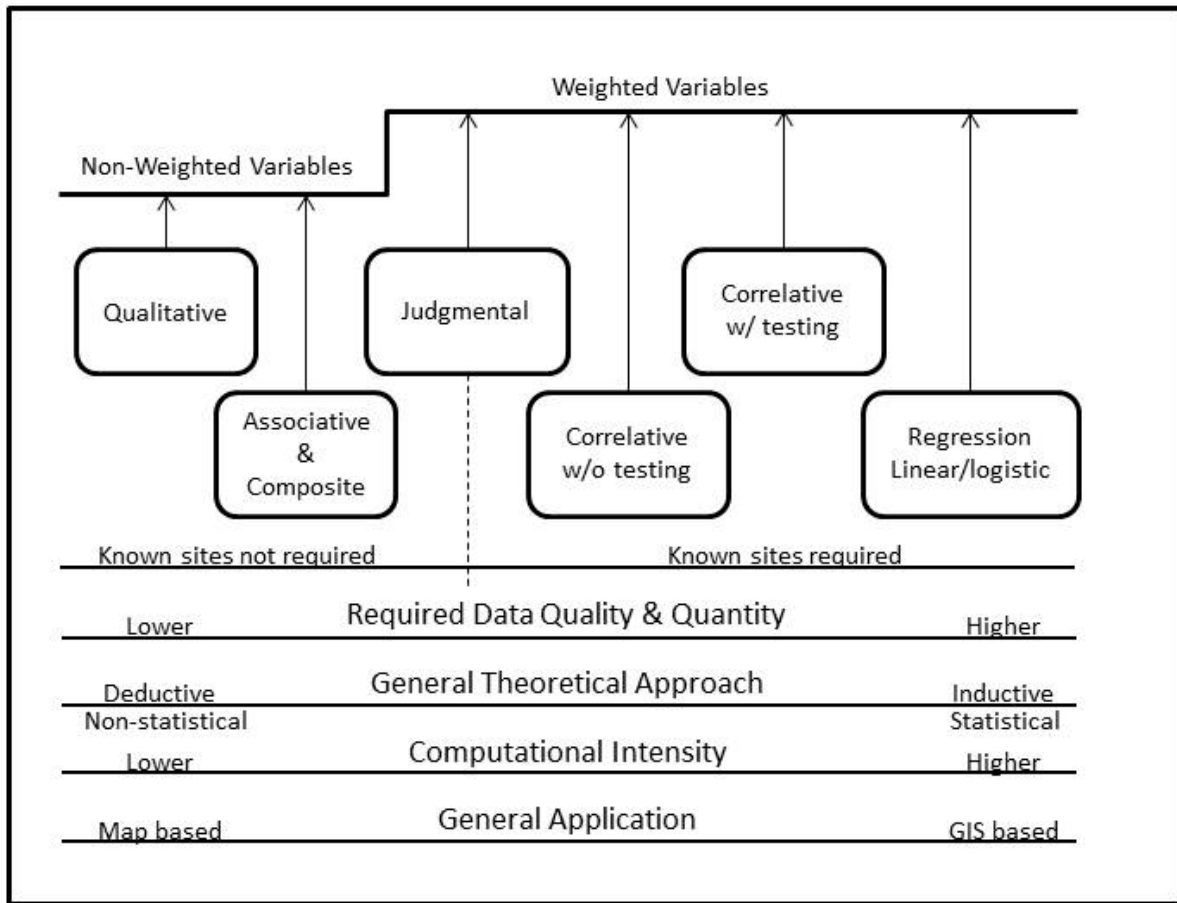 Weighted Variables
Non-Weighted Variables
Qualitative
Judgmental
Correlative
w/ testing
Associative
&
Composite
Correlative
w/o testing
Regression
Linear/logistic
Known sites not required
Known sites required
Required Data Quality & Quantity
Lower
Higher
General Theoretical Approach
Deductive
Inductive
Non-statistical
Statistical
Computational Intensity
Lower
Higher
General Application
Map based
GIS based